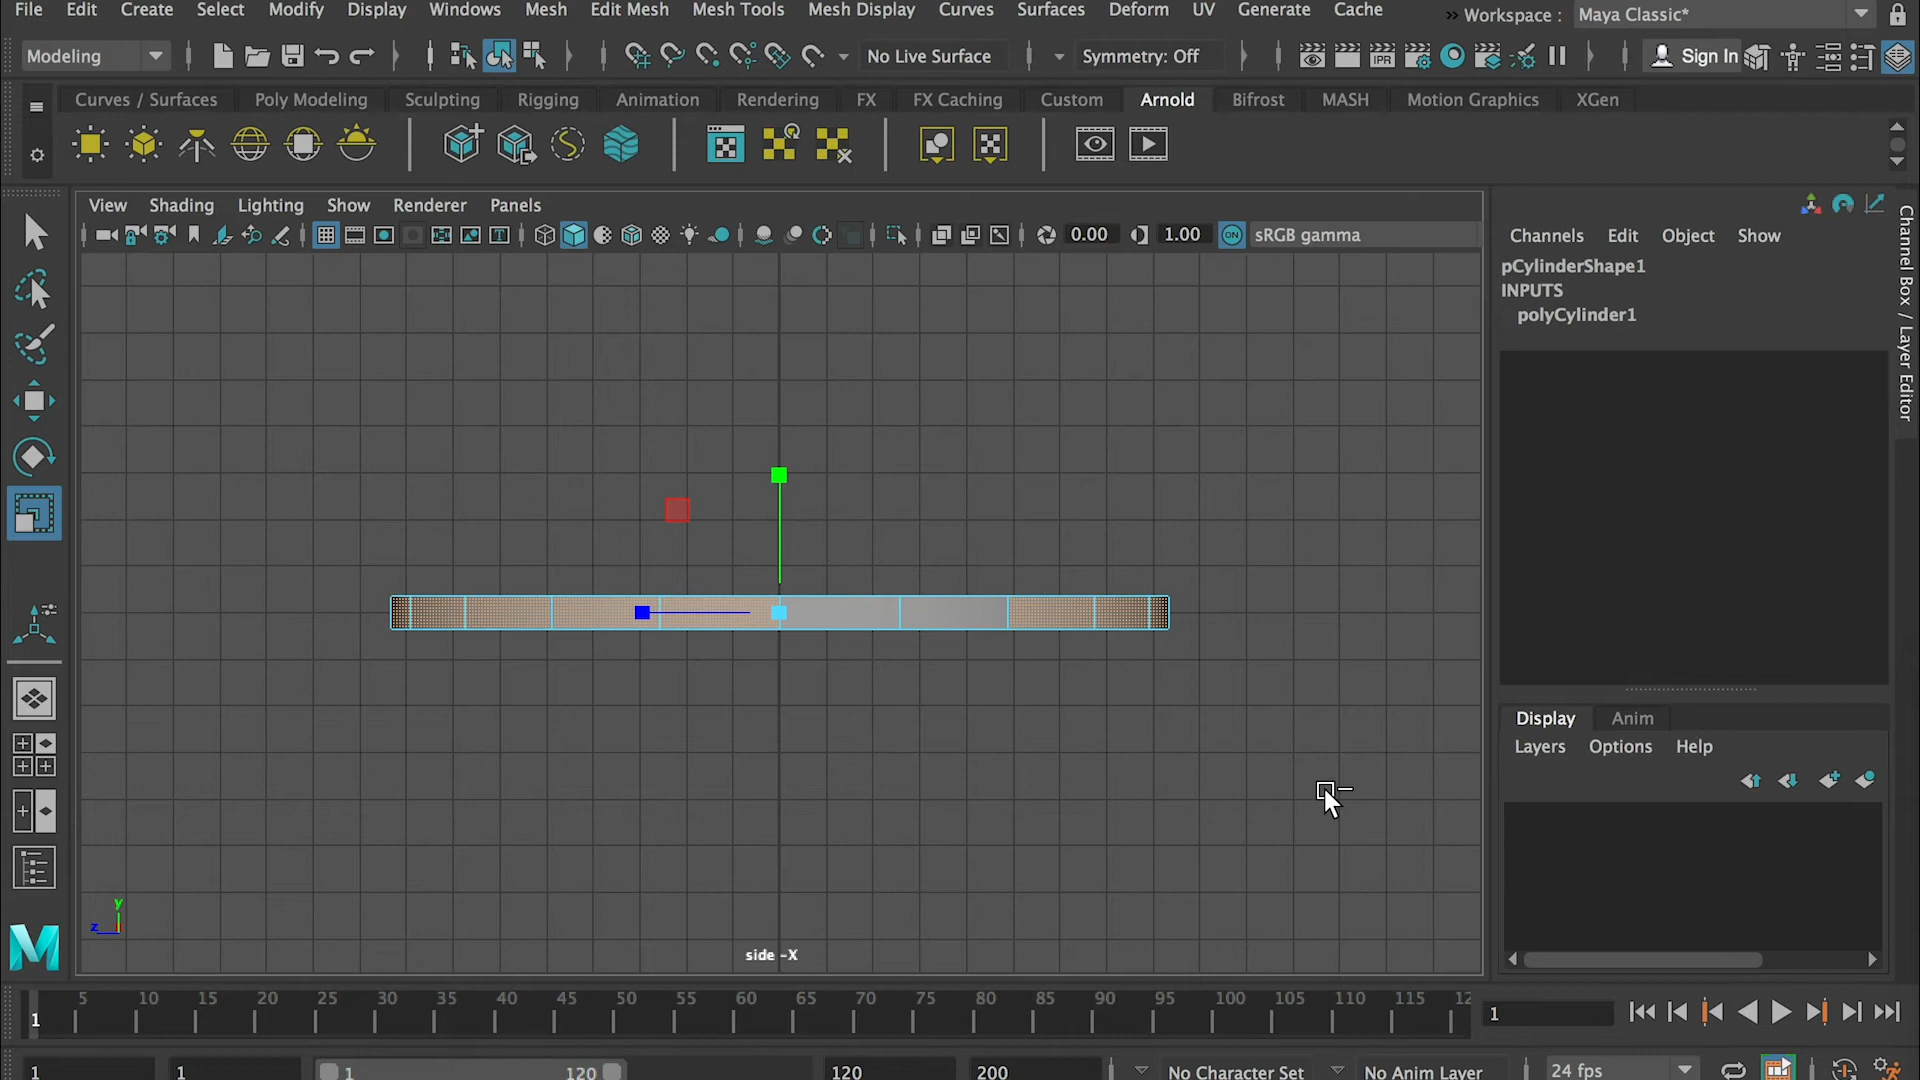 File Edit Create Select Modify Display Windows Mesh Edit Mesh Mesh Tools Mesh Display Curves Surfaces Deform UV Generate Cache » Workspace : Maya Classic*
Modeling No Live Surface Symmetry: Off IPR Sign In
Curves / Surfaces Poly Modeling Sculpting Rigging Animation Rendering FX FX Caching Custom Arnold Bifrost MASH Motion Graphics XGen
View Shading Lighting Show Renderer Panels
0.00 1.00 ON sRGB gamma
Channels Edit Object Show
pCylinderShape1
INPUTS
polyCylinder1
Channel Box / Layer Editor
Display Anim
Layers Options Help
y
z
side -X
5 10 15 20 25 30 35 40 45 50 55 60 65 70 75 80 85 90 95 100 105 110 115 12
1
1
1 1 1 120 120 200 No Character Set No Anim Layer 24 fps